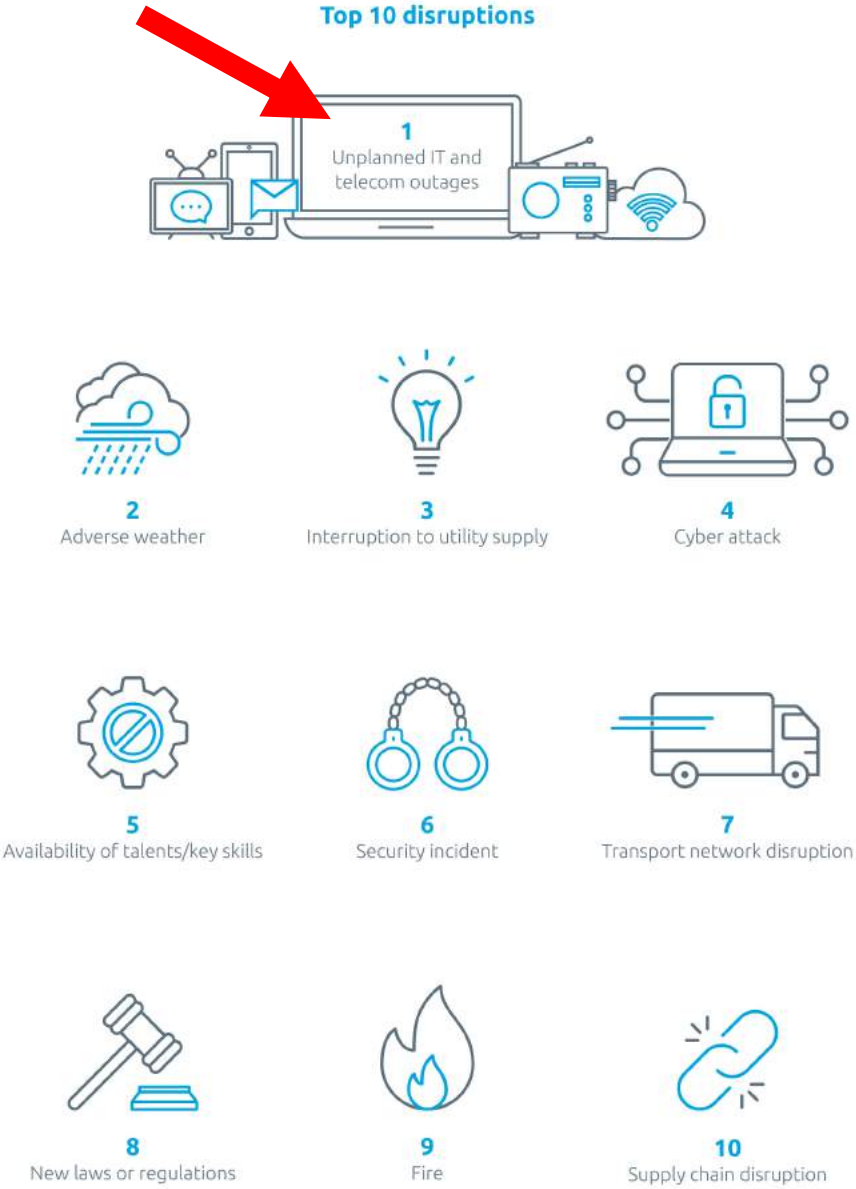 Top 10 disruptions
1
Unplanned IT and
telecom outages
2
Adverse weather
3
Interruption to utility supply
4
Cyber attack
5
Availability of talents/key skills
6
Security incident
7
Transport network disruption
8
New laws or regulations
9
Fire
10
Supply chain disruption